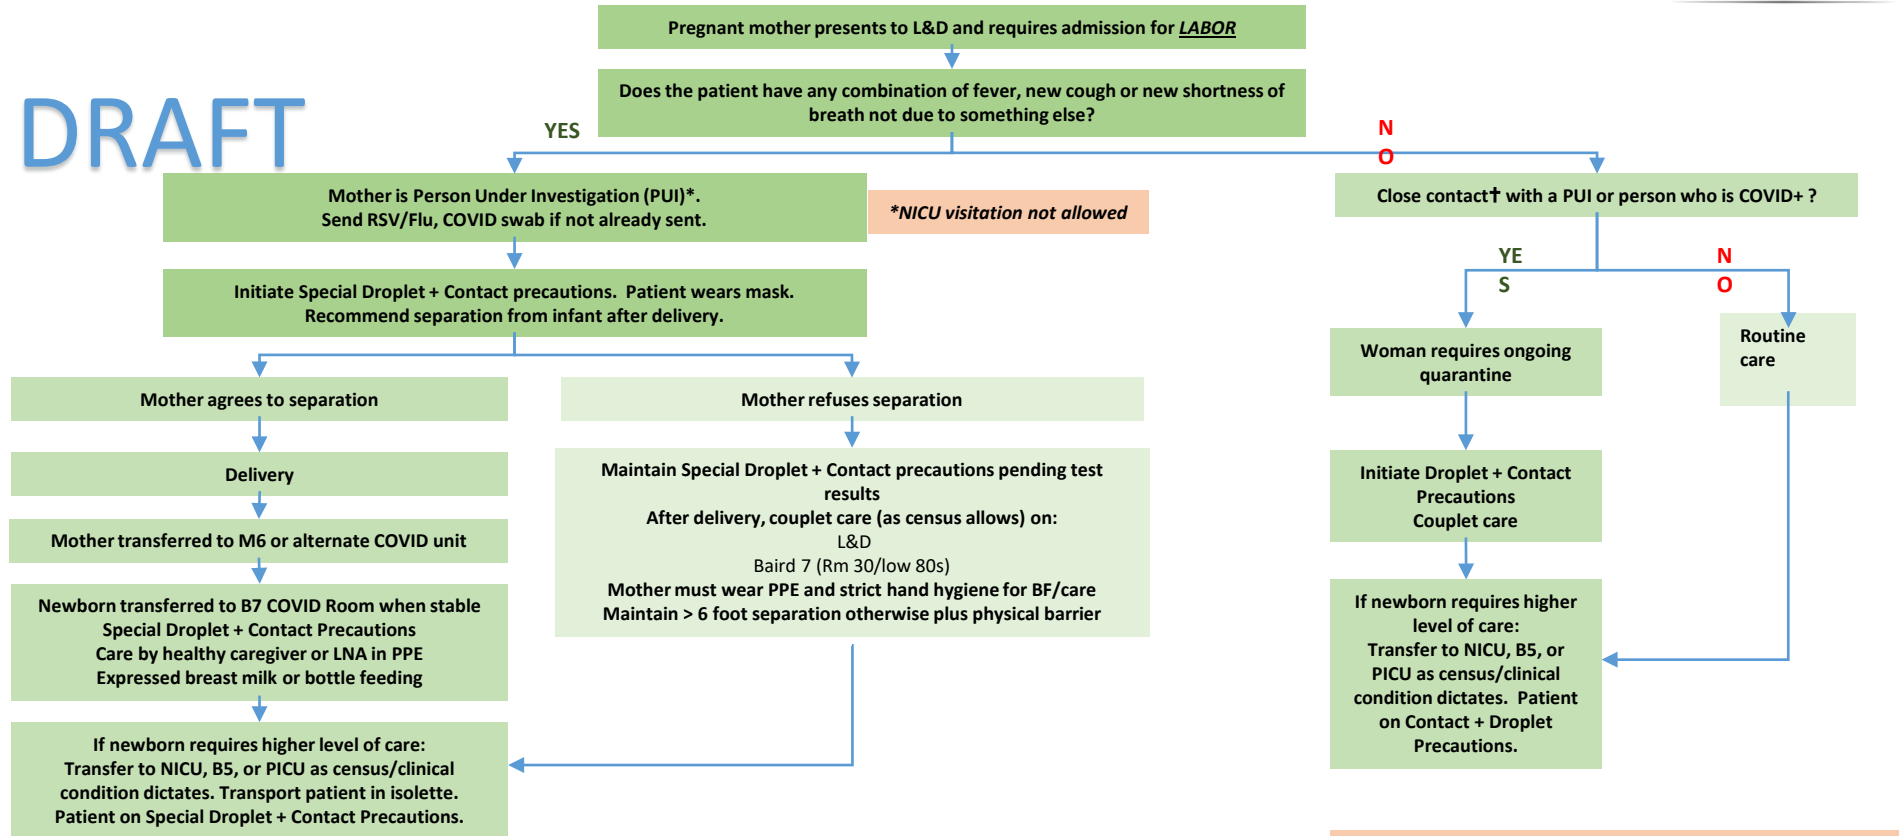 Pregnant mother presents to L&D and requires admission for LABOR
DRAFT
Does the patient have any combination of fever, new cough or new shortness of
breath not due to something else?
YES
N
O
Mother is Person Under Investigation (PUI)*.
Send RSV/Flu, COVID swab if not already sent.
*NICU visitation not allowed
Close contact✝ with a PUI or person who is COVID+ ?
YE
S
N
O
Initiate Special Droplet + Contact precautions.  Patient wears mask.
Recommend separation from infant after delivery.
Woman requires ongoing
quarantine
Routine
care
Mother agrees to separation
Mother refuses separation
Delivery
Maintain Special Droplet + Contact precautions pending test
results
After delivery, couplet care (as census allows) on:
L&D
Baird 7 (Rm 30/low 80s)
Mother must wear PPE and strict hand hygiene for BF/care
Maintain > 6 foot separation otherwise plus physical barrier
Initiate Droplet + Contact
Precautions
Couplet care
Mother transferred to M6 or alternate COVID unit
Newborn transferred to B7 COVID Room when stable
Special Droplet + Contact Precautions
Care by healthy caregiver or LNA in PPE
Expressed breast milk or bottle feeding
If newborn requires higher
level of care:
Transfer to NICU, B5, or
PICU as census/clinical
condition dictates.  Patient
on Contact + Droplet
Precautions.
If newborn requires higher level of care:
Transfer to NICU, B5, or PICU as census/clinical
condition dictates. Transport patient in isolette.
Patient on Special Droplet + Contact Precautions.